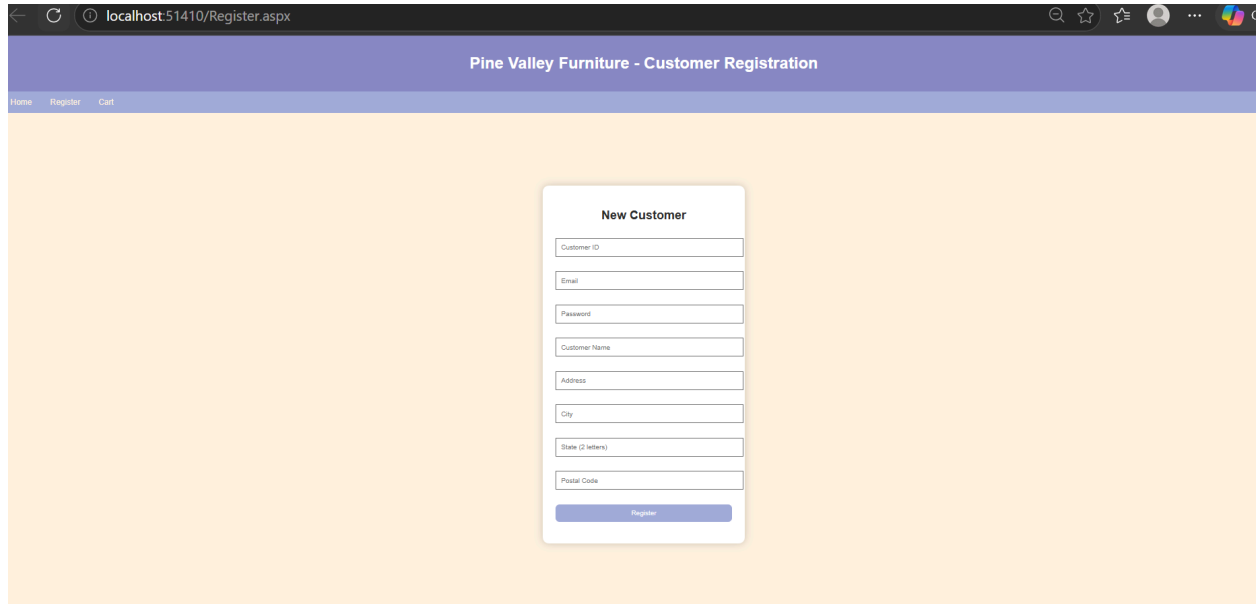 localhost:51410/Register.aspx
Pine Valley Furniture - Customer Registration
Home Register Cart
New Customer
Customer ID
Email
Password
Customer Name
Address
City
State (2 letters)
Postal Code
Register